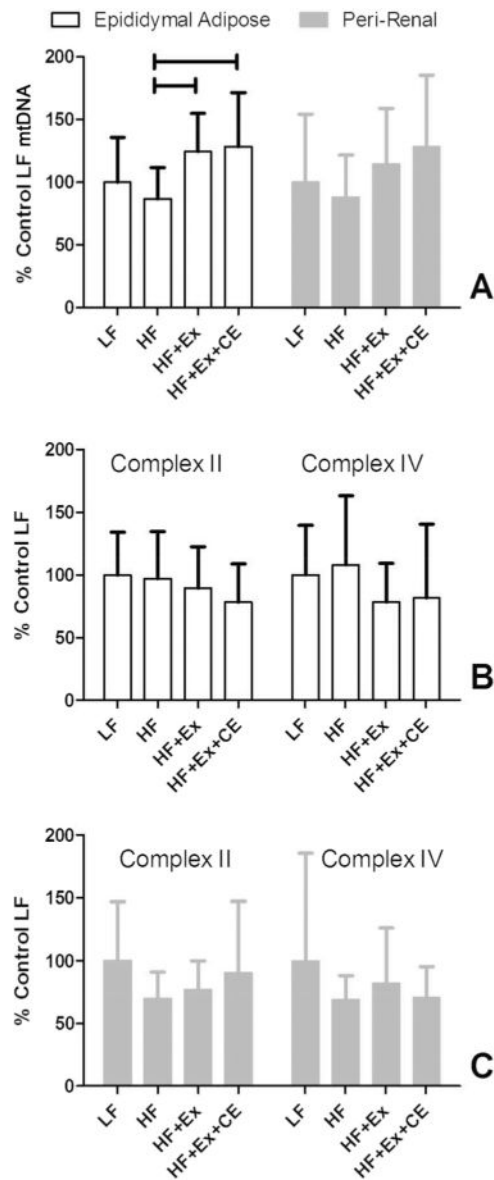 Epididymal Adipose Peri-Renal
% Control LF mtDNA
200
150
100
50
0
LF HF HF+Ex HF+Ex+CE LF HF HF+Ex HF+Ex+CE
A
% Control LF
200
150
100
50
0
Complex II Complex IV
LF HF HF+Ex HF+Ex+CE LF HF HF+Ex HF+Ex+CE
B
% Control LF
200
150
100
50
0
Complex II Complex IV
LF HF HF+Ex HF+Ex+CE LF HF HF+Ex HF+Ex+CE
C